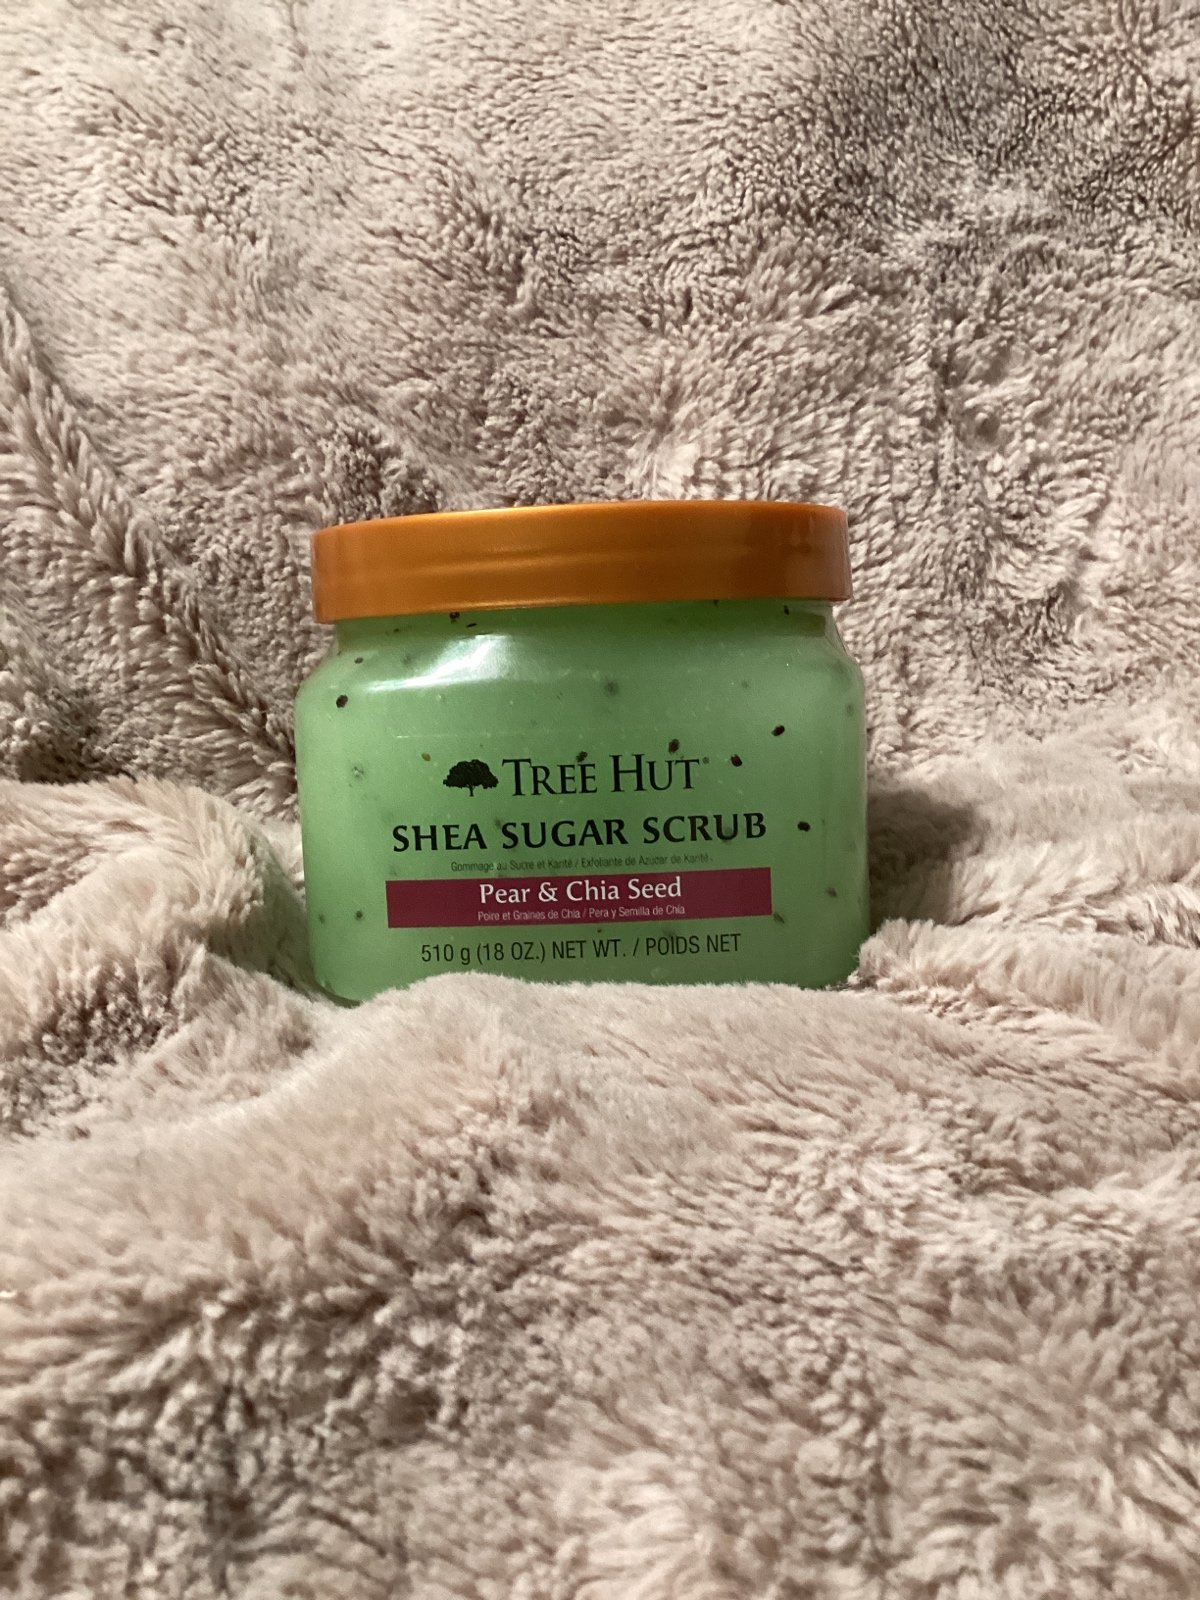 TREE HUT®
SHEA SUGAR SCRUB
Gommage au Sucre et Karité / Exfoliante de Azúcar de Karité
Pear & Chia Seed
Poire et Graines de Chia / Pera y Semilla de Chía
510 g (18 OZ.) NET WT. / POIDS NET